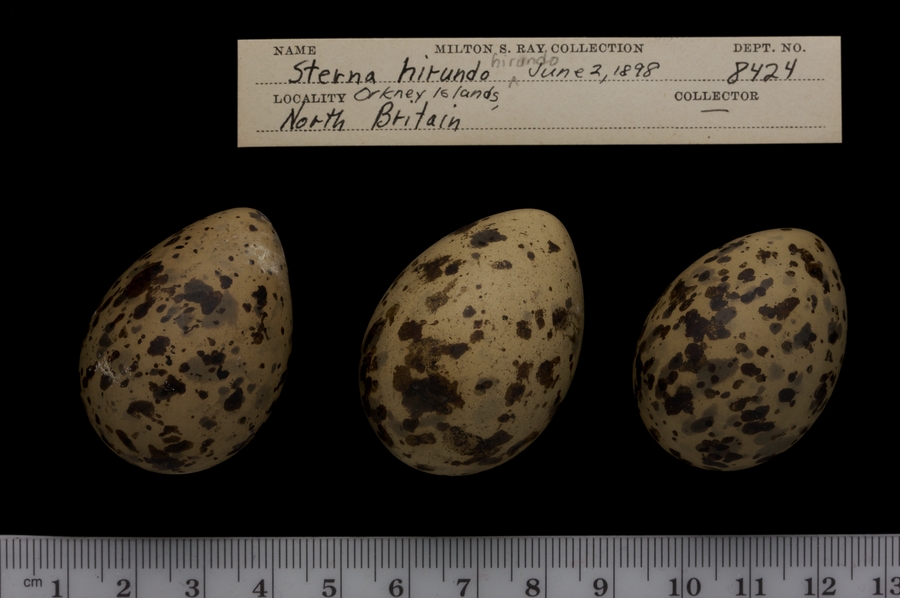 NAME MILTON S. RAY COLLECTION DEPT. NO.
hirundo
Sterna hirundo ^ June 2, 1898 8424
LOCALITY Orkney Islands, COLLECTOR
North Britain —
cm 1 2 3 4 5 6 7 8 9 10 11 12 13